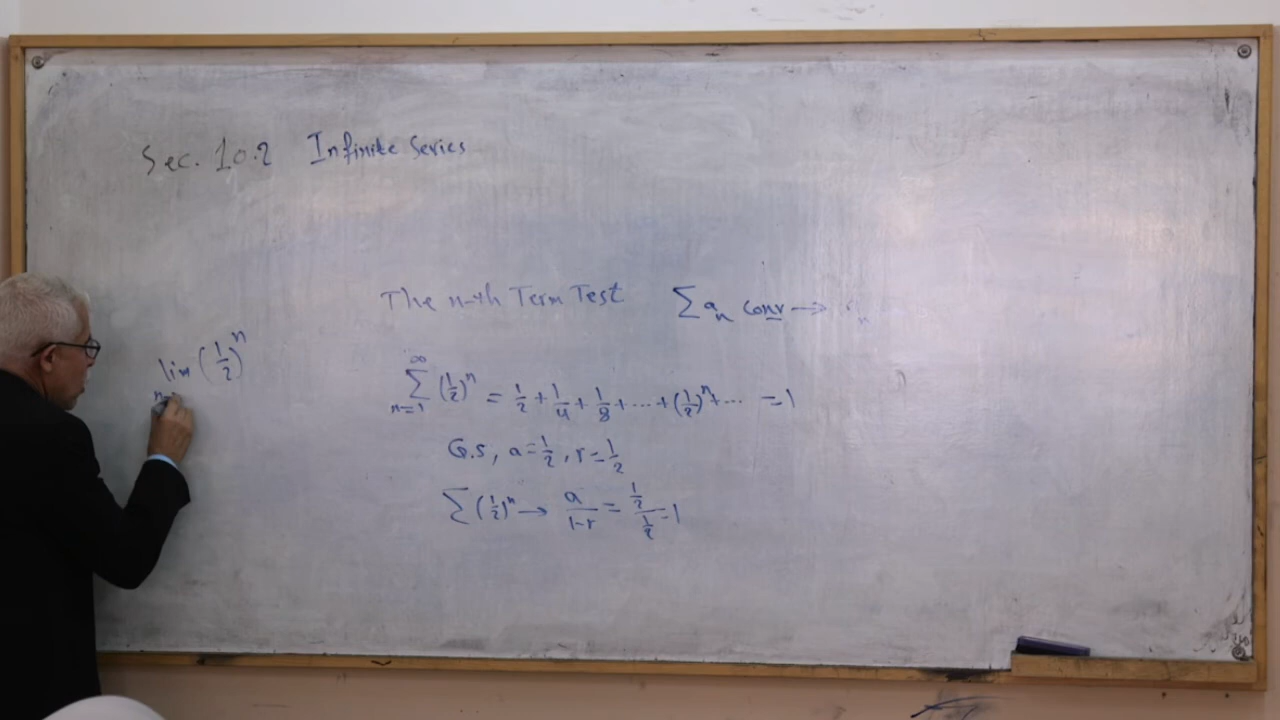 Sec. 10.2 Infinite Series
The n-th Term Test ∑ aₙ conv →
lim (1/2)ⁿ
∞ ∑ n=1 (1/2)ⁿ = 1/2 + 1/4 + 1/8 + ... + (1/2)ⁿ + ... = 1
G.S, a = 1/2, r = 1/2
∑ (1/2)ⁿ → a/(1-r) = (1/2)/(1/2) = 1